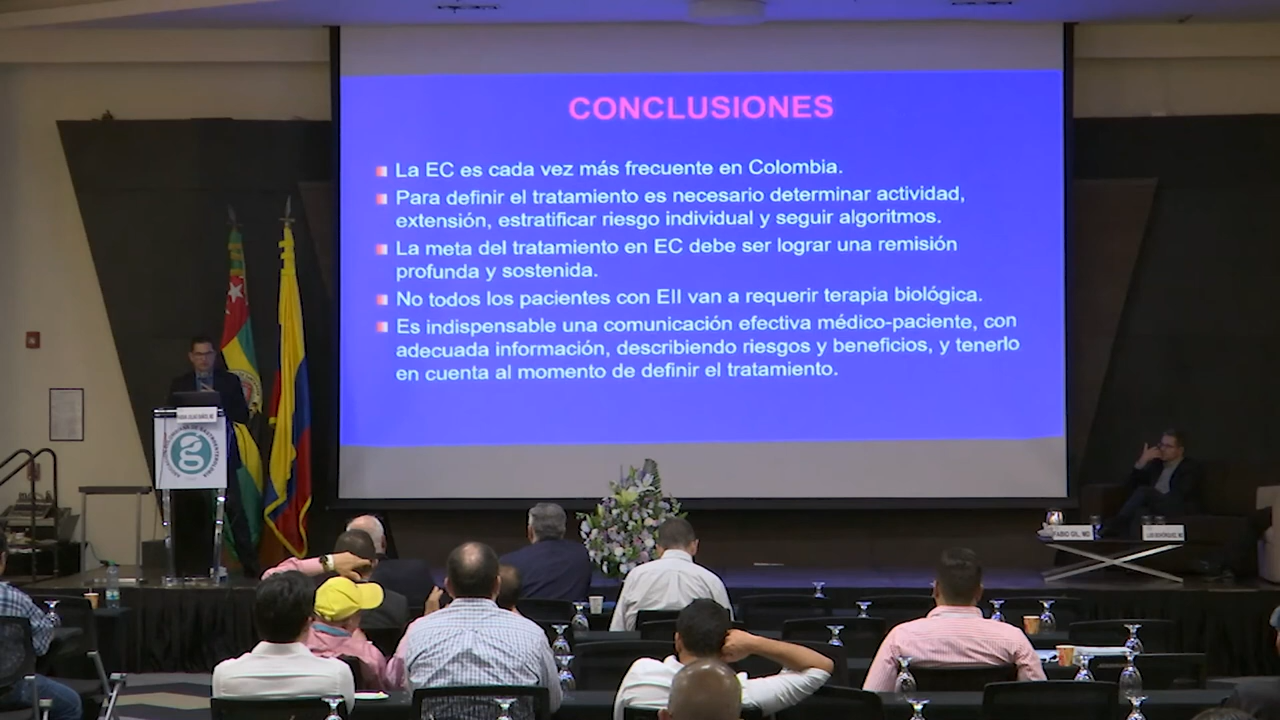 CONCLUSIONES
La EC es cada vez más frecuente en Colombia.
Para definir el tratamiento es necesario determinar actividad,
extensión, estratificar riesgo individual y seguir algoritmos.
La meta del tratamiento en EC debe ser lograr una remisión
profunda y sostenida.
No todos los pacientes con EII van a requerir terapia biológica.
Es indispensable una comunicación efectiva médico-paciente, con
adecuada información, describiendo riesgos y beneficios, y tenerlo
en cuenta al momento de definir el tratamiento.
FABIO GIL, MD